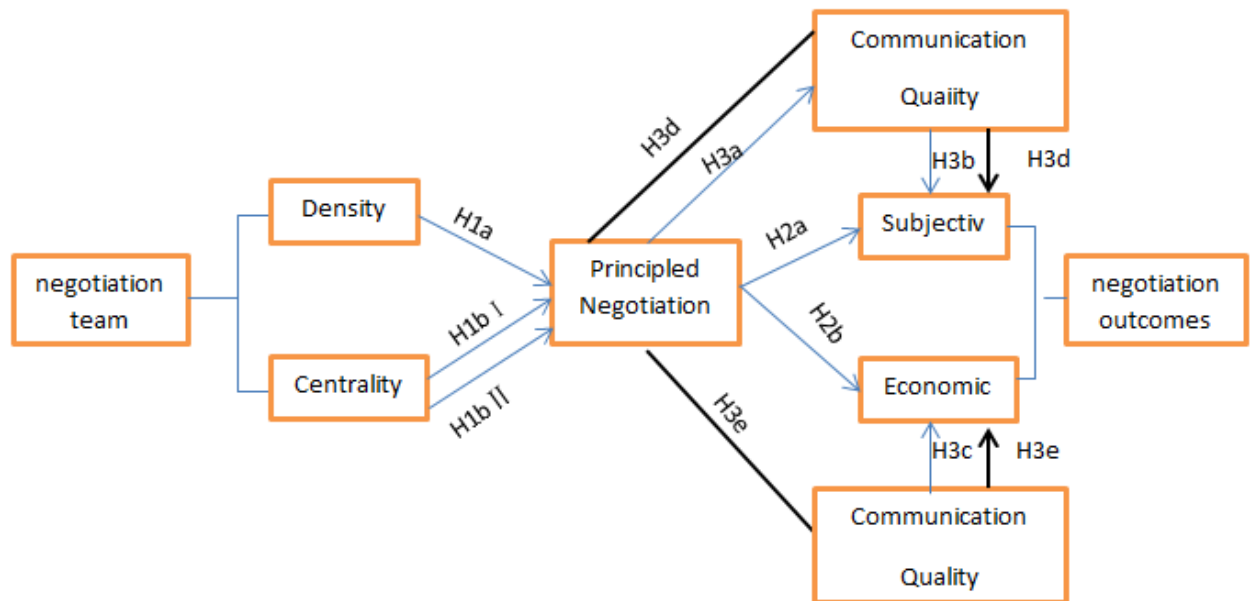 Communication
Quaiity
H3d
H3a
H3b
H3d
Density
H1a
Subjectiv
H2a
negotiation
team
Principled
Negotiation
negotiation
outcomes
H1b I
H2b
Centrality
H1b II
Economic
H3e
H3c
H3e
Communication
Quality